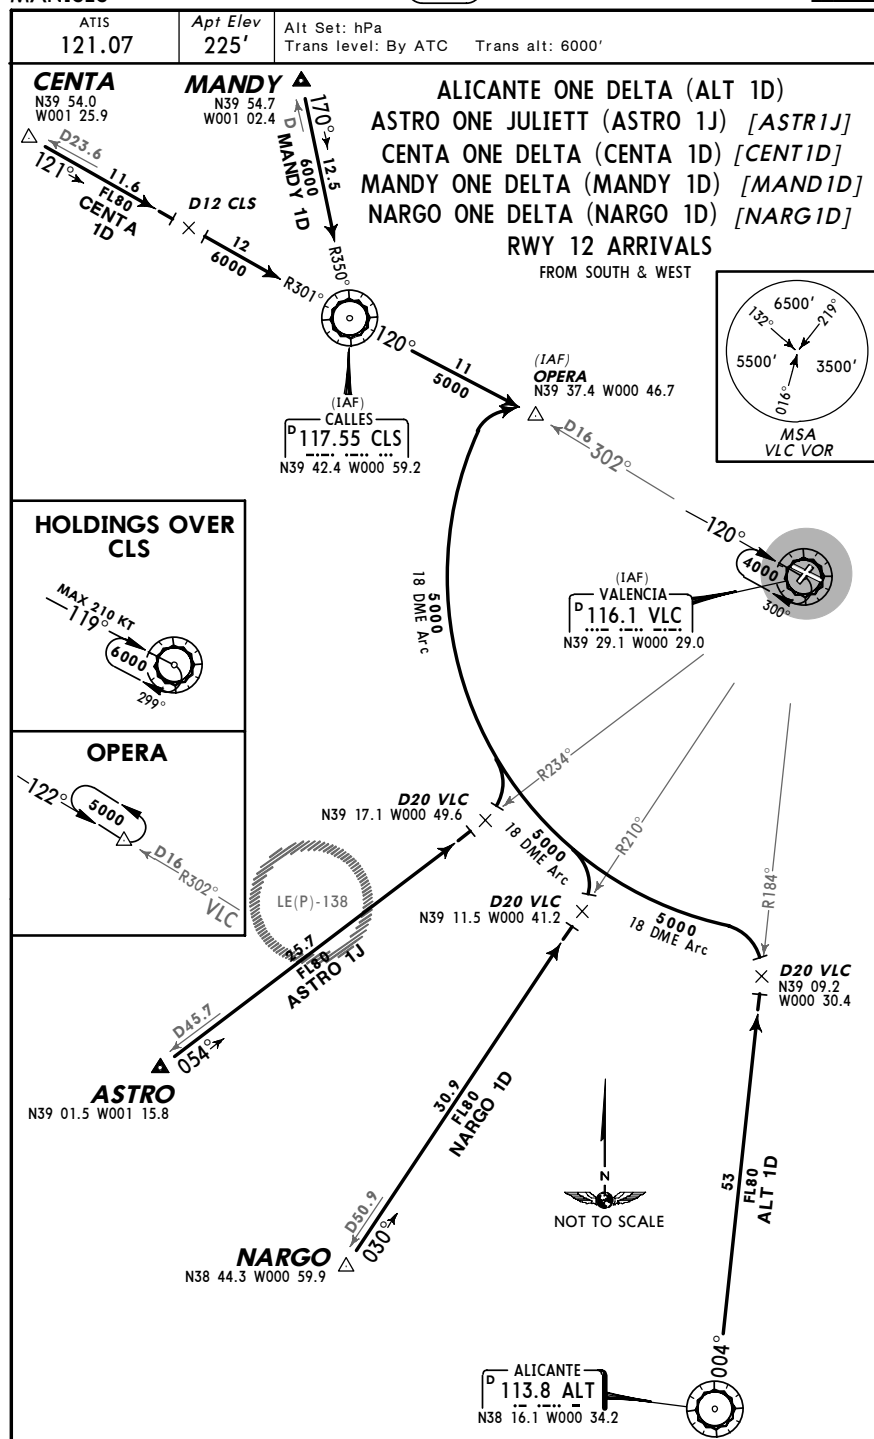 ATIS
121.07
Apt Elev
225'
Alt Set: hPa
Trans level: By ATC Trans alt: 6000'
ALICANTE ONE DELTA (ALT 1D)
ASTRO ONE JULIETT (ASTRO 1J) [ASTR1J]
CENTA ONE DELTA (CENTA 1D) [CENT1D]
MANDY ONE DELTA (MANDY 1D) [MAND1D]
NARGO ONE DELTA (NARGO 1D) [NARG1D]
RWY 12 ARRIVALS
FROM SOUTH & WEST
CENTA
N39 54.0
W001 25.9
MANDY
N39 54.7
W001 02.4
D23.6
121°
11.6
FL80
CENTA
1D
D12 CLS
12
6000
R301°
170°
D
12.5
6000
MANDY 1D
R350°
(IAF)
CALLES
D 117.55 CLS
N39 42.4 W000 59.2
120°
11
5000
(IAF)
OPERA
N39 37.4 W000 46.7
D16
302°
6500'
132°
219°
5500'
3500'
016°
MSA
VLC VOR
120°
4000
300°
(IAF)
VALENCIA
D 116.1 VLC
N39 29.1 W000 29.0
HOLDINGS OVER
CLS
MAX 210 KT
119°
6000
299°
OPERA
122°
5000
D16
R302°
VLC
5000
18 DME Arc
R234°
D20 VLC
N39 17.1 W000 49.6
5000
18 DME Arc
R210°
D20 VLC
N39 11.5 W000 41.2
5000
18 DME Arc
R184°
D20 VLC
N39 09.2
W000 30.4
LE(P)-138
25.7
FL80
ASTRO 1J
D45.7
054°
ASTRO
N39 01.5 W001 15.8
30.9
FL80
NARGO 1D
D50.9
030°
NARGO
N38 44.3 W000 59.9
N
NOT TO SCALE
53
FL80
ALT 1D
004°
ALICANTE
D 113.8 ALT
N38 16.1 W000 34.2